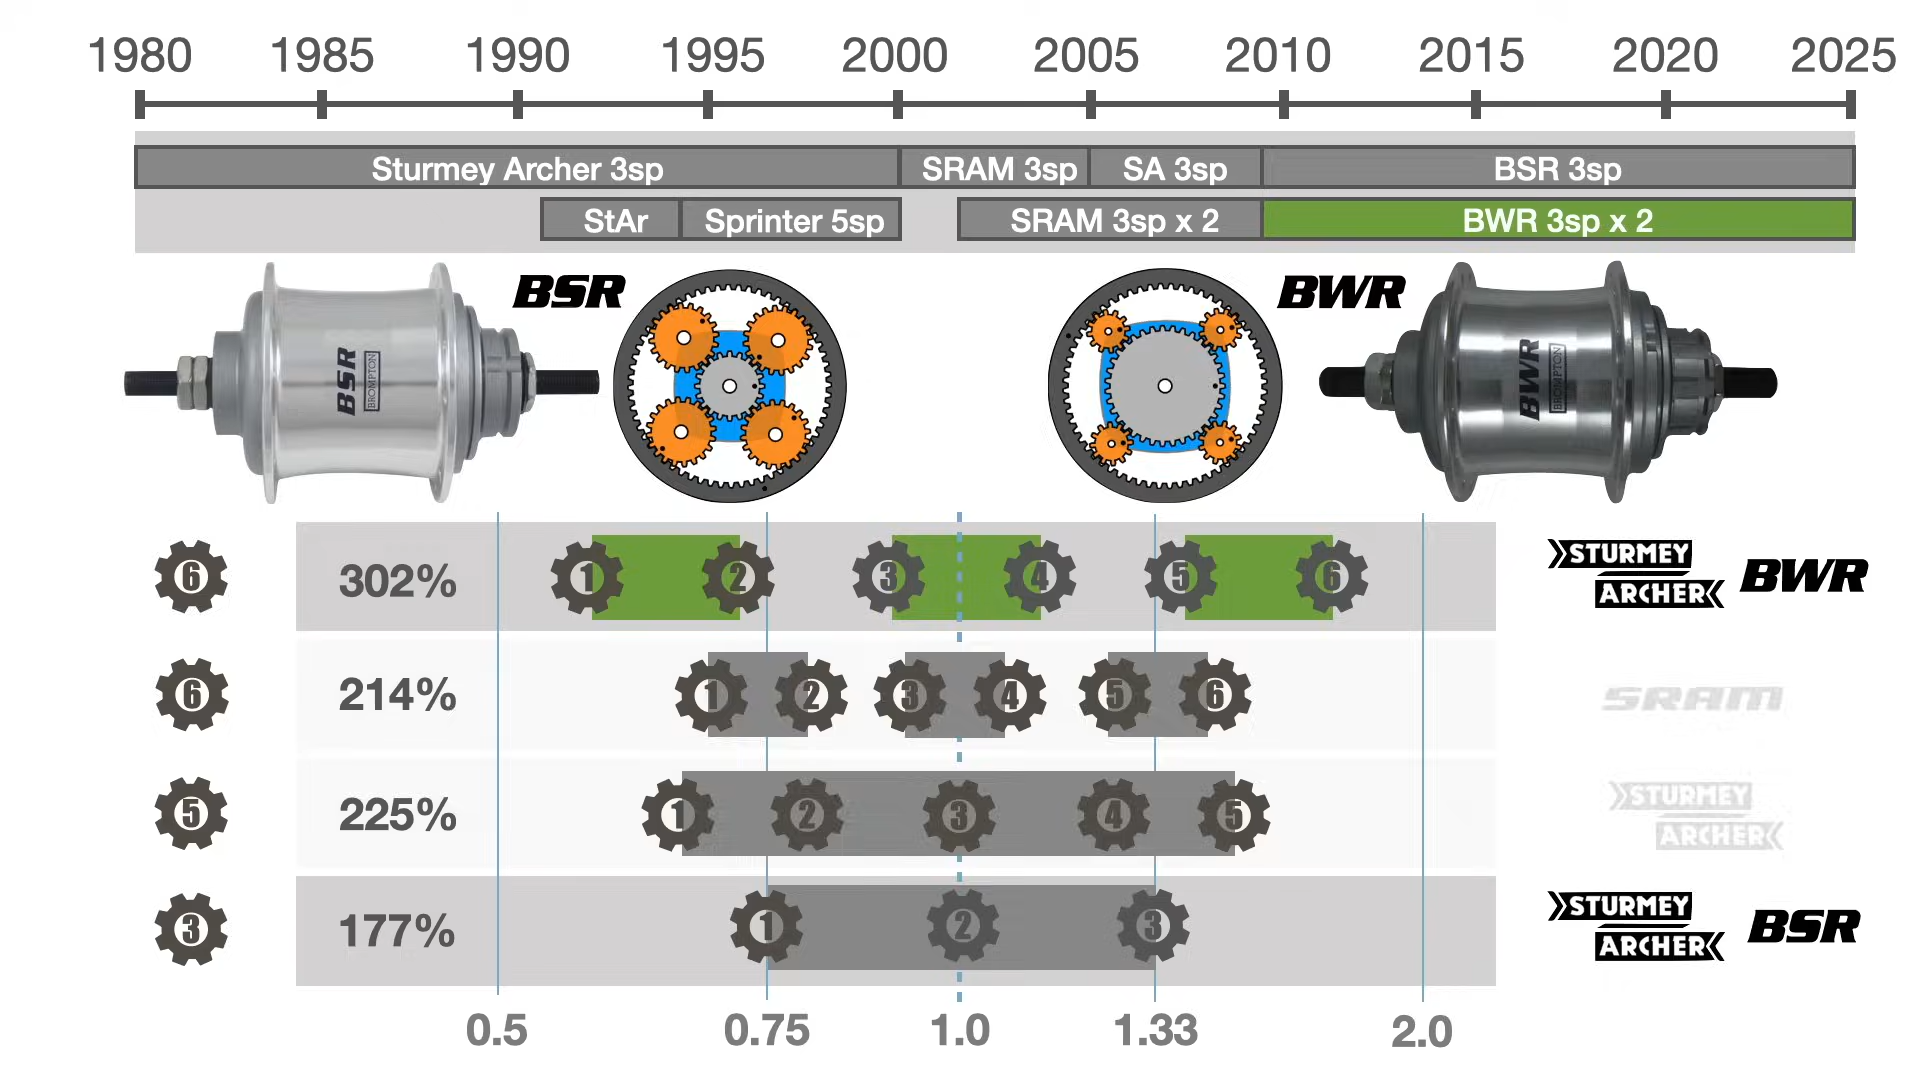 1980 1985 1990 1995 2000 2005 2010 2015 2020 2025
Sturmey Archer 3sp SRAM 3sp SA 3sp BSR 3sp
StAr Sprinter 5sp SRAM 3sp x 2 BWR 3sp x 2
BSR BWR
BSR BROMPTON
BWR BROMPTON
6 302% 1 2 3 4 5 6 STURMEY ARCHER BWR
6 214% 1 2 3 4 5 6 SRAM
5 225% 1 2 3 4 5 STURMEY ARCHER
3 177% 1 2 3 STURMEY ARCHER BSR
0.5 0.75 1.0 1.33 2.0